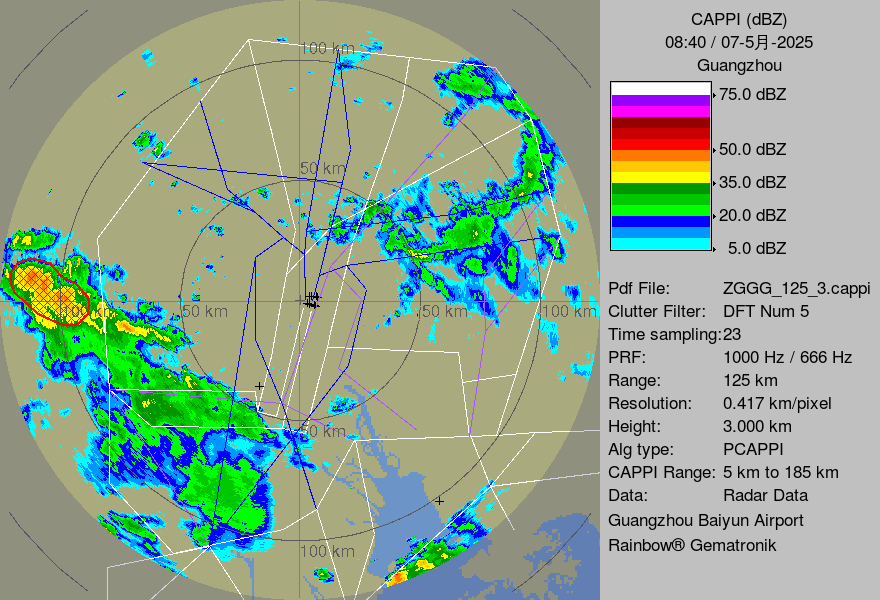 CAPPI (dBZ)
08:40 / 07-5月-2025
Guangzhou
75.0 dBZ
50.0 dBZ
35.0 dBZ
20.0 dBZ
5.0 dBZ
Pdf File: ZGGG_125_3.cappi
Clutter Filter: DFT Num 5
Time sampling:23
PRF: 1000 Hz / 666 Hz
Range: 125 km
Resolution: 0.417 km/pixel
Height: 3.000 km
Alg type: PCAPPI
CAPPI Range: 5 km to 185 km
Data: Radar Data
Guangzhou Baiyun Airport
Rainbow® Gematronik
100 km
50 km
100 km
50 km
50 km
100 km
50 km
100 km